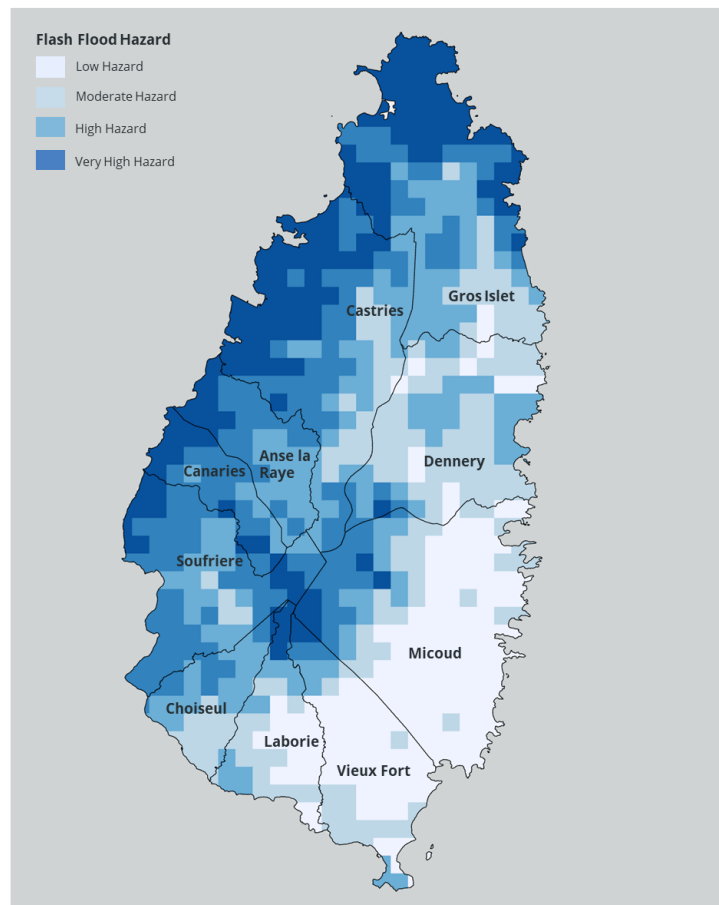 Flash Flood Hazard
Low Hazard
Moderate Hazard
High Hazard
Very High Hazard
Gros Islet
Castries
Anse la
Raye
Dennery
Canaries
Soufriere
Micoud
Choiseul
Laborie
Vieux Fort